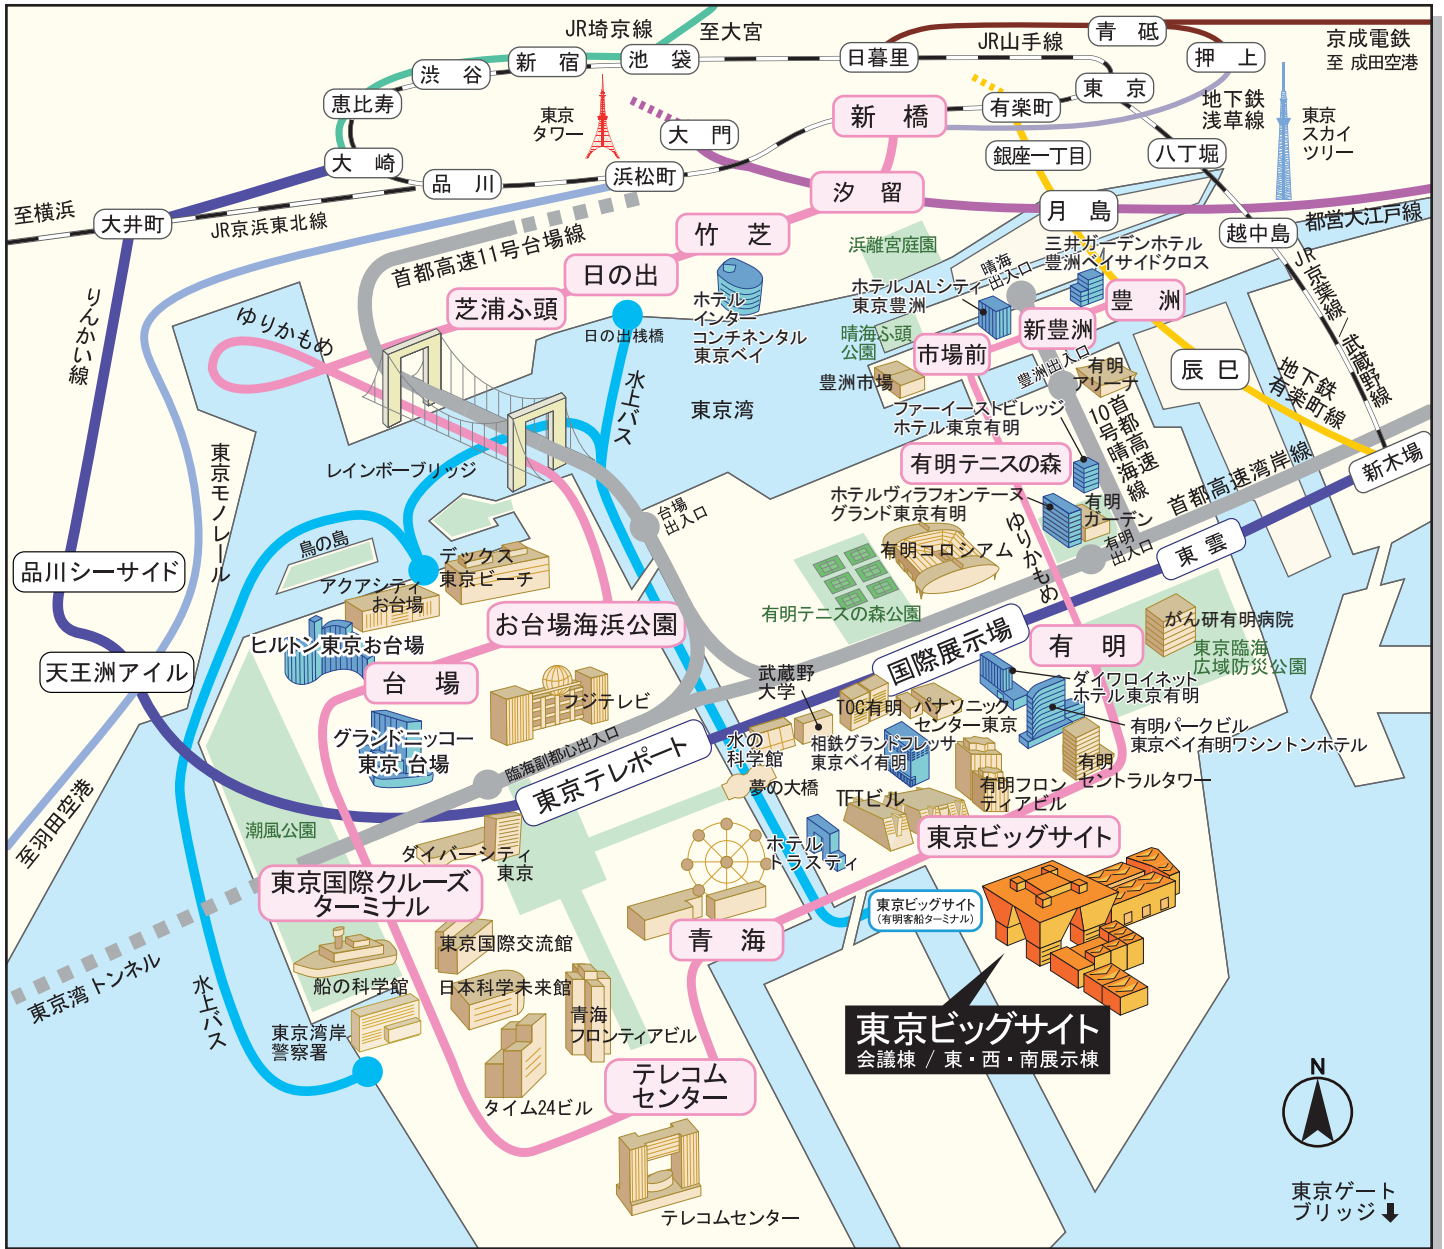 JR埼京線
至大宮
青砥
京成電鉄
至 成田空港
新宿
池袋
日暮里
JR山手線
押上
渋谷
恵比寿
東京
タワー
大門
新橋
有楽町
東京
地下鉄
浅草線
東京
スカイ
ツリー
大崎
品川
浜松町
銀座一丁目
八丁堀
汐留
月島
至横浜
大井町
JR京浜東北線
都営大江戸線
越中島
首都高速11号台場線
竹芝
浜離宮庭園
三井ガーデンホテル
豊洲ベイサイドクロス
JR京葉線／武蔵野線
日の出
晴海
出入口
ホテルJALシティ
東京豊洲
豊洲
芝浦ふ頭
ホテル
インター
コンチネンタル
東京ベイ
りんかい線
ゆりかもめ
日の出桟橋
新豊洲
晴海ふ頭
公園
市場前
豊洲出入口
有明
アリーナ
辰巳
地下鉄
有楽町線
豊洲市場
水上バス
東京湾
ファーイーストビレッジ
ホテル東京有明
首都高速
10号晴海線
東京モノレール
レインボーブリッジ
有明テニスの森
首都高速湾岸線
新木場
ホテルヴィラフォンテーヌ
グランド東京有明
台場
出入口
有明
ガーデン
有明
出入口
有明コロシアム
ゆりかもめ
東雲
鳥の島
デックス
東京ビーチ
アクアシティ
お台場
品川シーサイド
お台場海浜公園
有明テニスの森公園
がん研有明病院
国際展示場
有明
東京臨海
広域防災公園
ヒルトン東京お台場
天王洲アイル
台場
武蔵野
大学
ダイワロイネット
ホテル東京有明
フジテレビ
TOC有明
パナソニック
センター東京
有明パークビル
東京ベイ有明ワシントンホテル
グランドニッコー
東京 台場
臨海副都心出入口
水の
科学館
相鉄グランドフレッサ
東京ベイ有明
有明
セントラルタワー
東京テレポート
夢の大橋
有明フロン
ティアビル
TFTビル
至羽田空港
潮風公園
ダイバーシティ
東京
ホテル
トラスティ
東京ビッグサイト
東京国際クルーズ
ターミナル
東京ビッグサイト
(有明客船ターミナル)
青海
東京国際交流館
東京湾トンネル
水上バス
船の科学館
日本科学未来館
東京湾岸
警察署
青海
フロンティアビル
東京ビッグサイト
会議棟 / 東・西・南展示棟
テレコム
センター
タイム24ビル
N
東京ゲート
ブリッジ
テレコムセンター